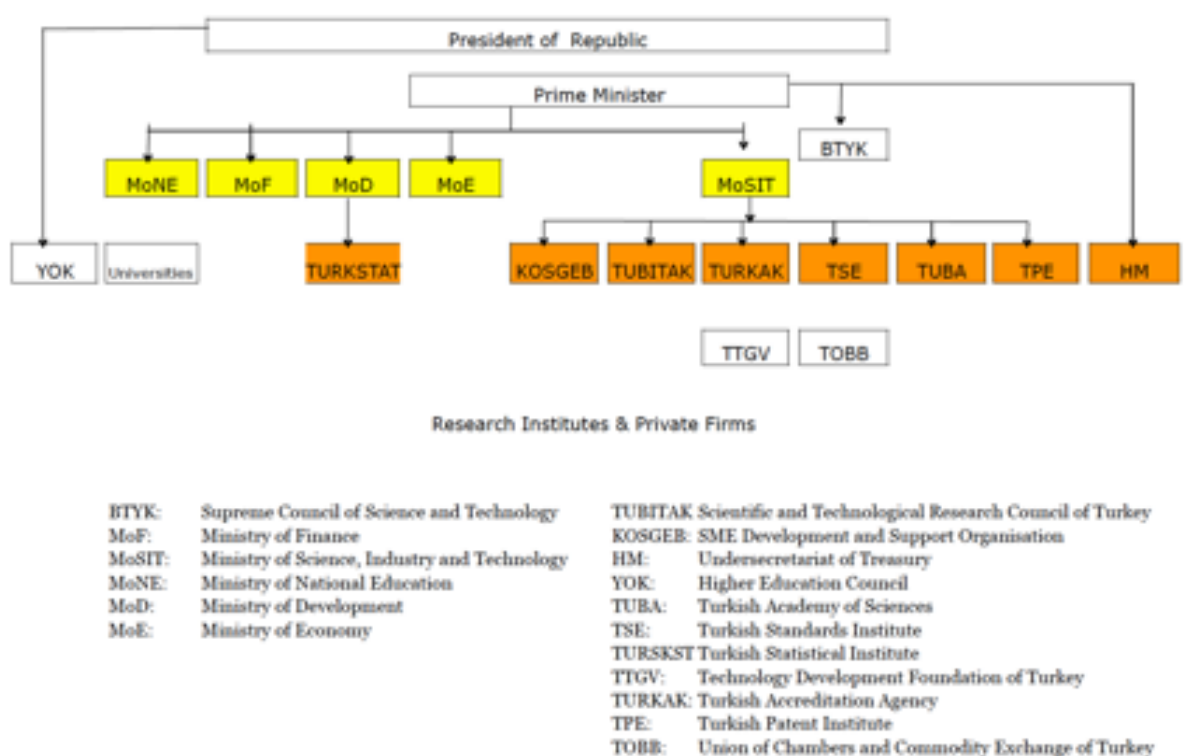 President of Republic
Prime Minister
BTYK
MoNE MoF MoD MoE MoSIT
YOK Universities TURKSTAT KOSGEB TUBITAK TURKAK TSE TUBA TPE HM
TTGV TOBB
Research Institutes & Private Firms
BTYK: Supreme Council of Science and Technology
MoF: Ministry of Finance
MoSIT: Ministry of Science, Industry and Technology
MoNE: Ministry of National Education
MoD: Ministry of Development
MoE: Ministry of Economy
TUBITAK Scientific and Technological Research Council of Turkey
KOSGEB: SME Development and Support Organisation
HM: Undersecretariat of Treasury
YOK: Higher Education Council
TUBA: Turkish Academy of Sciences
TSE: Turkish Standards Institute
TURSKST Turkish Statistical Institute
TTGV: Technology Development Foundation of Turkey
TURKAK: Turkish Accreditation Agency
TPE: Turkish Patent Institute
TOBB: Union of Chambers and Commodity Exchange of Turkey